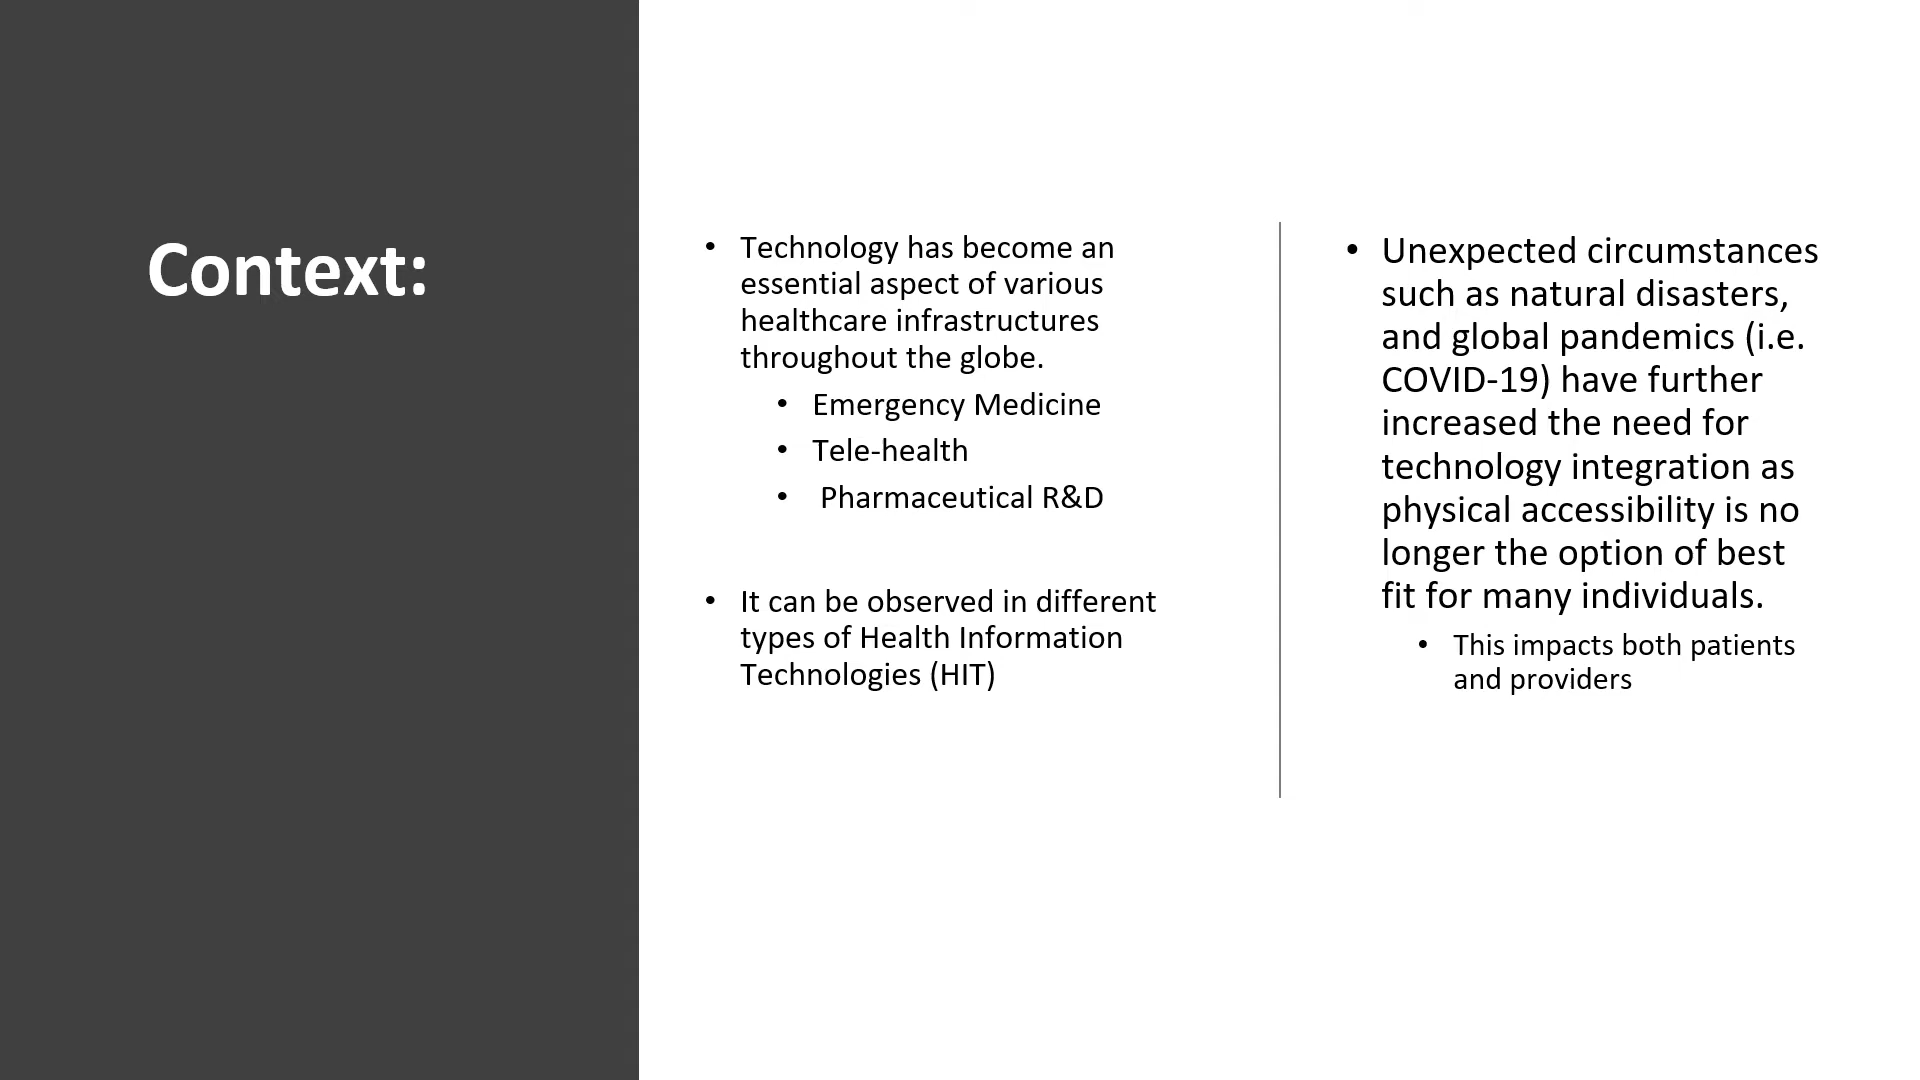 Context:
• Technology has become an
essential aspect of various
healthcare infrastructures
throughout the globe.
• Emergency Medicine
• Tele-health
• Pharmaceutical R&D
• It can be observed in different
types of Health Information
Technologies (HIT)
• Unexpected circumstances
such as natural disasters,
and global pandemics (i.e.
COVID-19) have further
increased the need for
technology integration as
physical accessibility is no
longer the option of best
fit for many individuals.
• This impacts both patients
and providers